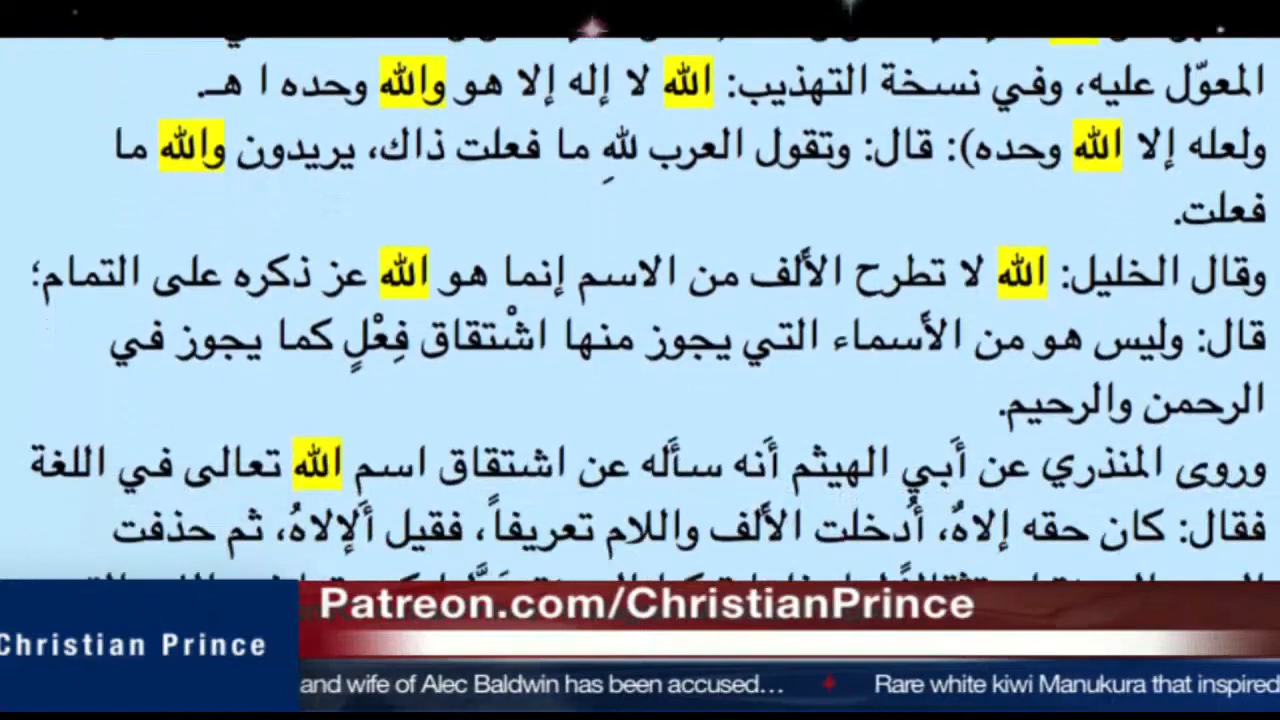 المعوّل عليه، وفي نسخة التهذيب: الله لا إله إلا هو والله وحده ا هـ.
ولعله إلا الله وحده): قال: وتقول العرب للهِ ما فعلت ذاك، يريدون والله ما
فعلت.
وقال الخليل: الله لا تطرح الأَلف من الاسم إنما هو الله عز ذكره على التمام؛
قال: وليس هو من الأَسماء التي يجوز منها اشْتقاق فِعْلٍ كما يجوز في
الرحمن والرحيم.
وروى المنذري عن أَبي الهيثم أَنه سأَله عن اشتقاق اسم الله تعالى في اللغة
فقال: كان حقه إلاهٌ، أُدخلت الأَلف واللام تعريفاً، فقيل أَلإلاهُ، ثم حذفت
Patreon.com/ChristianPrince
Christian Prince
and wife of Alec Baldwin has been accused... Rare white kiwi Manukura that inspired